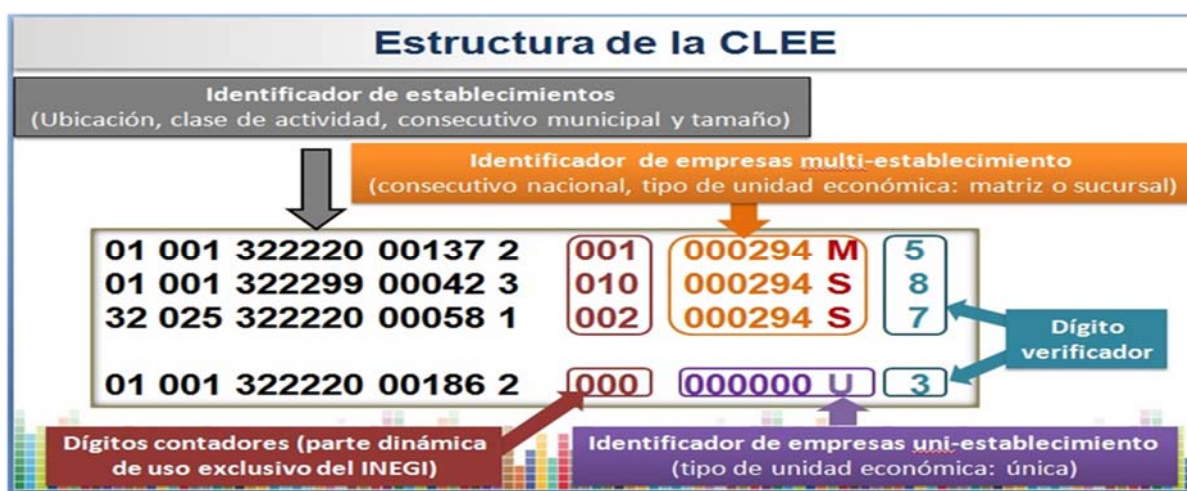 Estructura de la CLEE
Identificador de establecimientos
(Ubicación, clase de actividad, consecutivo municipal y tamaño)
Identificador de empresas multi-establecimiento
(consecutivo nacional, tipo de unidad económica: matriz o sucursal)
01 001 322220 00137 2 001 000294 M 5
01 001 322299 00042 3 010 000294 S 8
32 025 322220 00058 1 002 000294 S 7
01 001 322220 00186 2 000 000000 U 3
Dígito
verificador
Dígitos contadores (parte dinámica
de uso exclusivo del INEGI)
Identificador de empresas uni-establecimiento
(tipo de unidad económica: única)